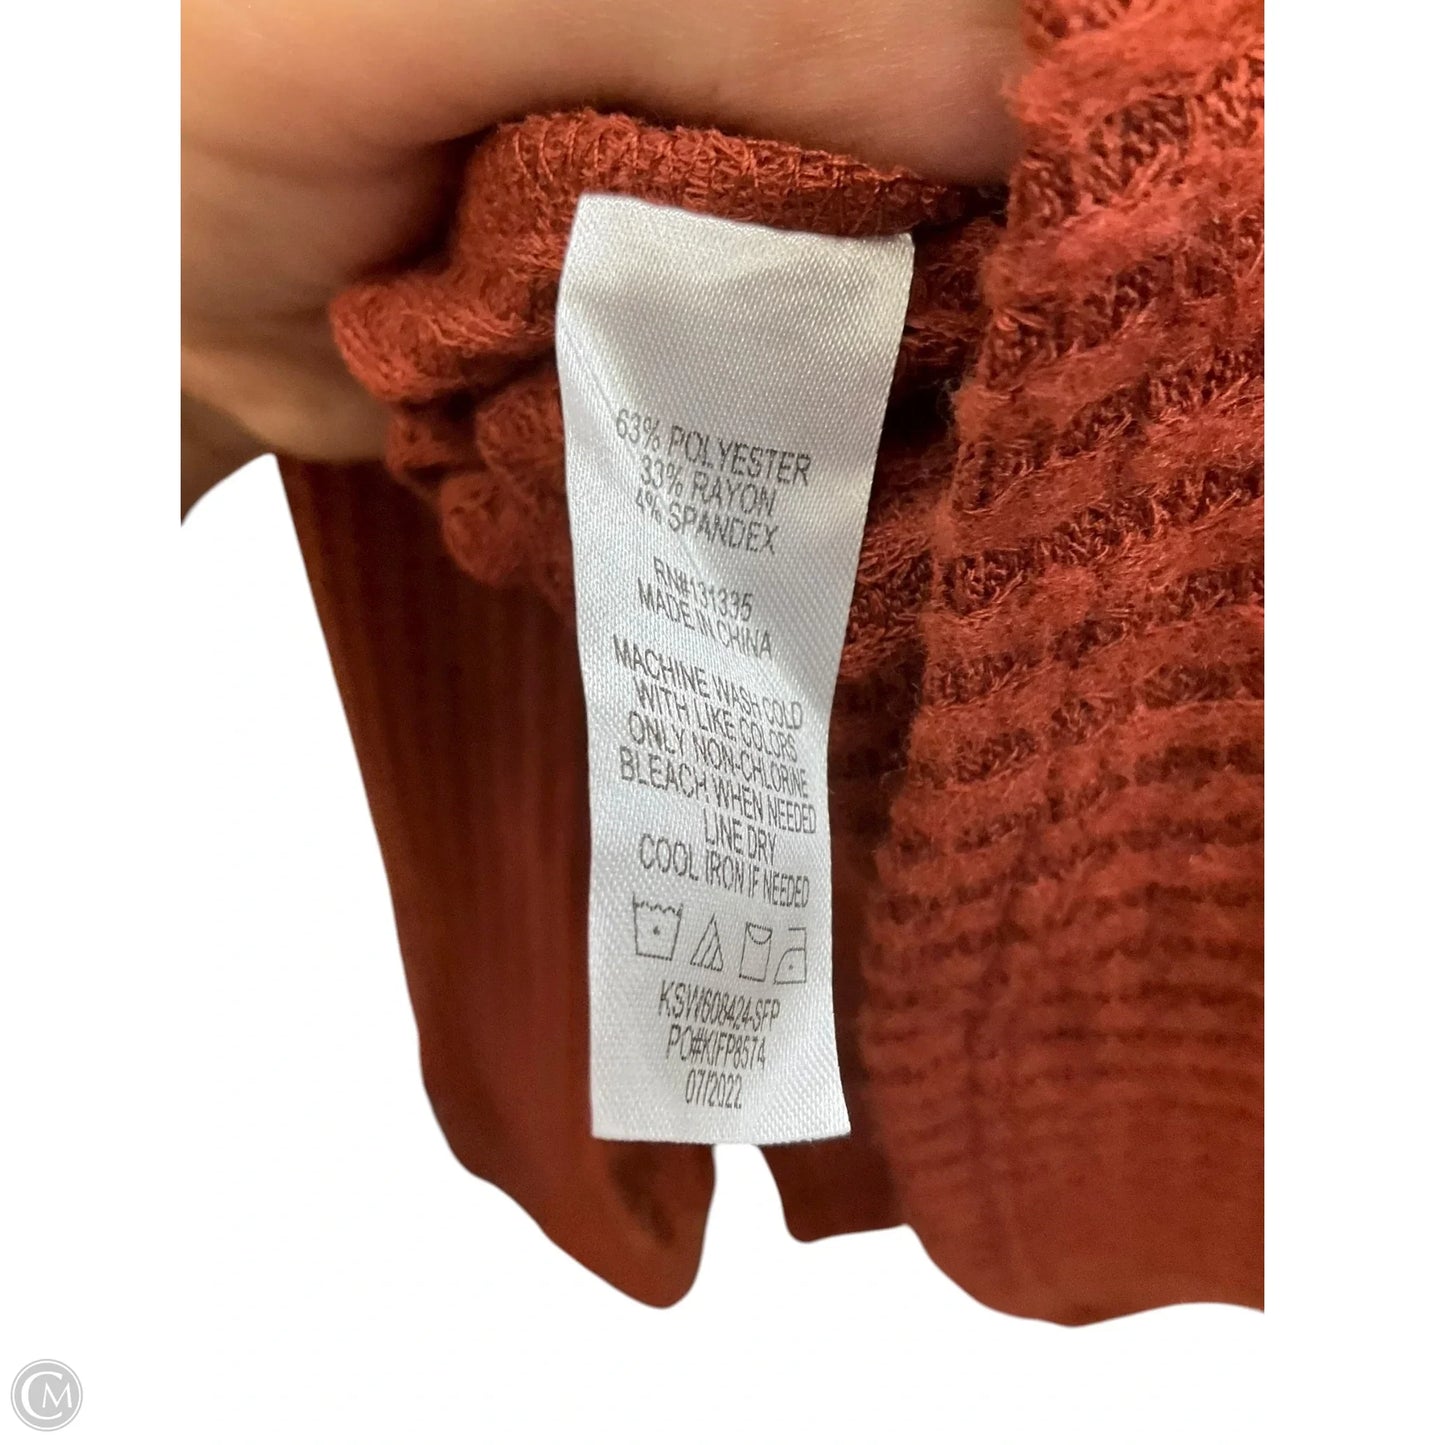 63% POLYESTER
33% RAYON
4% SPANDEX
RN#131335
MADE IN CHINA
MACHINE WASH COLD
WITH LIKE COLORS
ONLY NON-CHLORINE
BLEACH WHEN NEEDED
LINE DRY
COOL IRON IF NEEDED
KSW608424-SFP
PO#KIFP8574
07/2022
CM